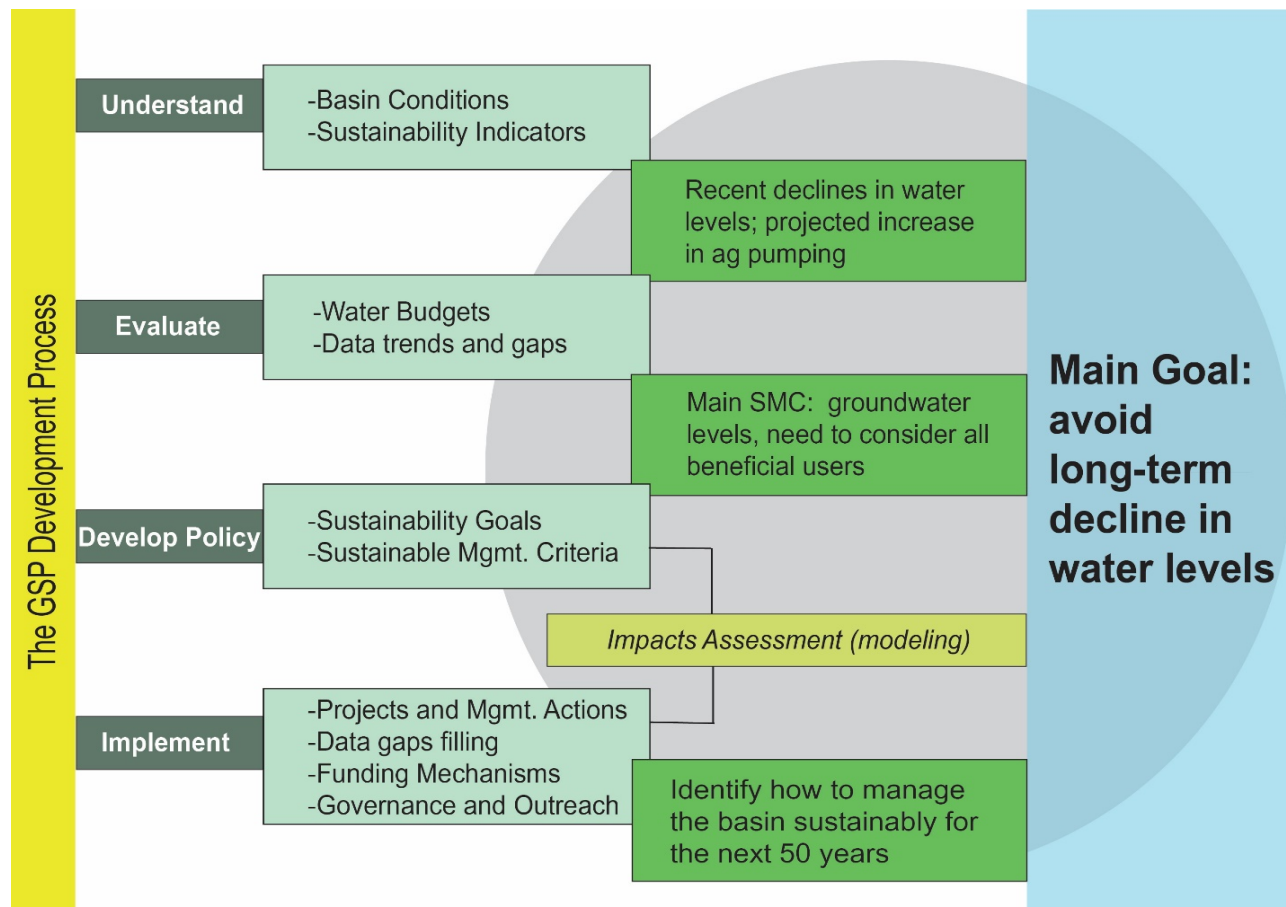 The GSP Development Process
Understand
-Basin Conditions
-Sustainability Indicators
Recent declines in water
levels; projected increase
in ag pumping
Evaluate
-Water Budgets
-Data trends and gaps
Main SMC:  groundwater
levels, need to consider all
beneficial users
Develop Policy
-Sustainability Goals
-Sustainable Mgmt. Criteria
Impacts Assessment (modeling)
Implement
-Projects and Mgmt. Actions
-Data gaps filling
-Funding Mechanisms
-Governance and Outreach
Identify how to manage
the basin sustainably for
the next 50 years
Main Goal:
avoid
long-term
decline in
water levels